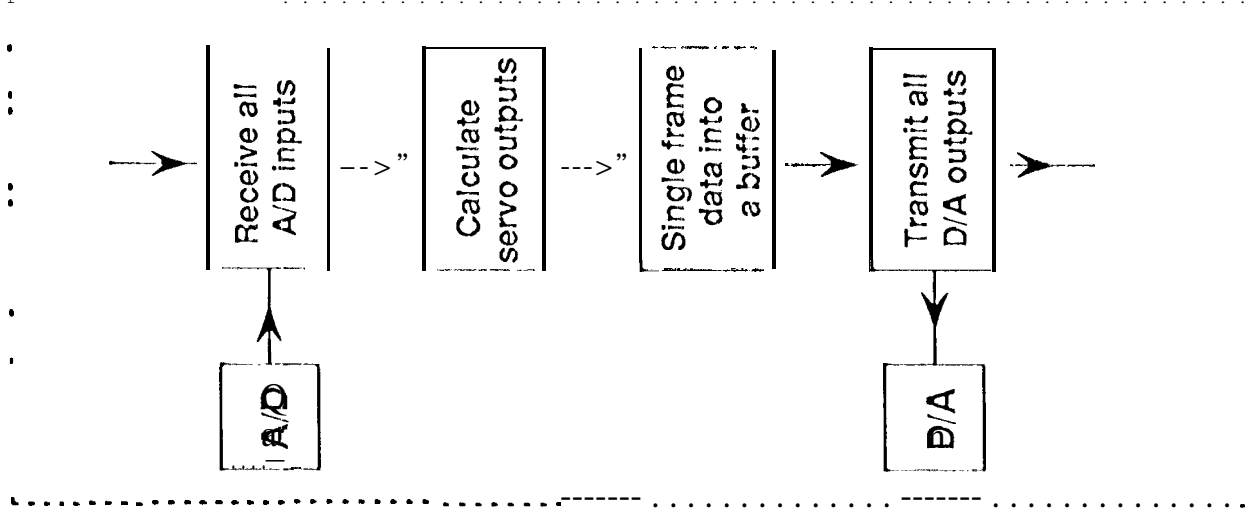 Receive all
A/D inputs
Calculate
servo outputs
Single frame
data into
a buffer
Transmit all
D/A outputs
A/D
D/A